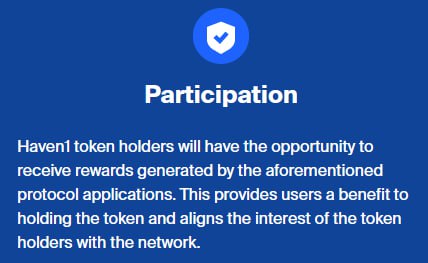 Participation
Haven1 token holders will have the opportunity to
receive rewards generated by the aforementioned
protocol applications. This provides users a benefit to
holding the token and aligns the interest of the token
holders with the network.